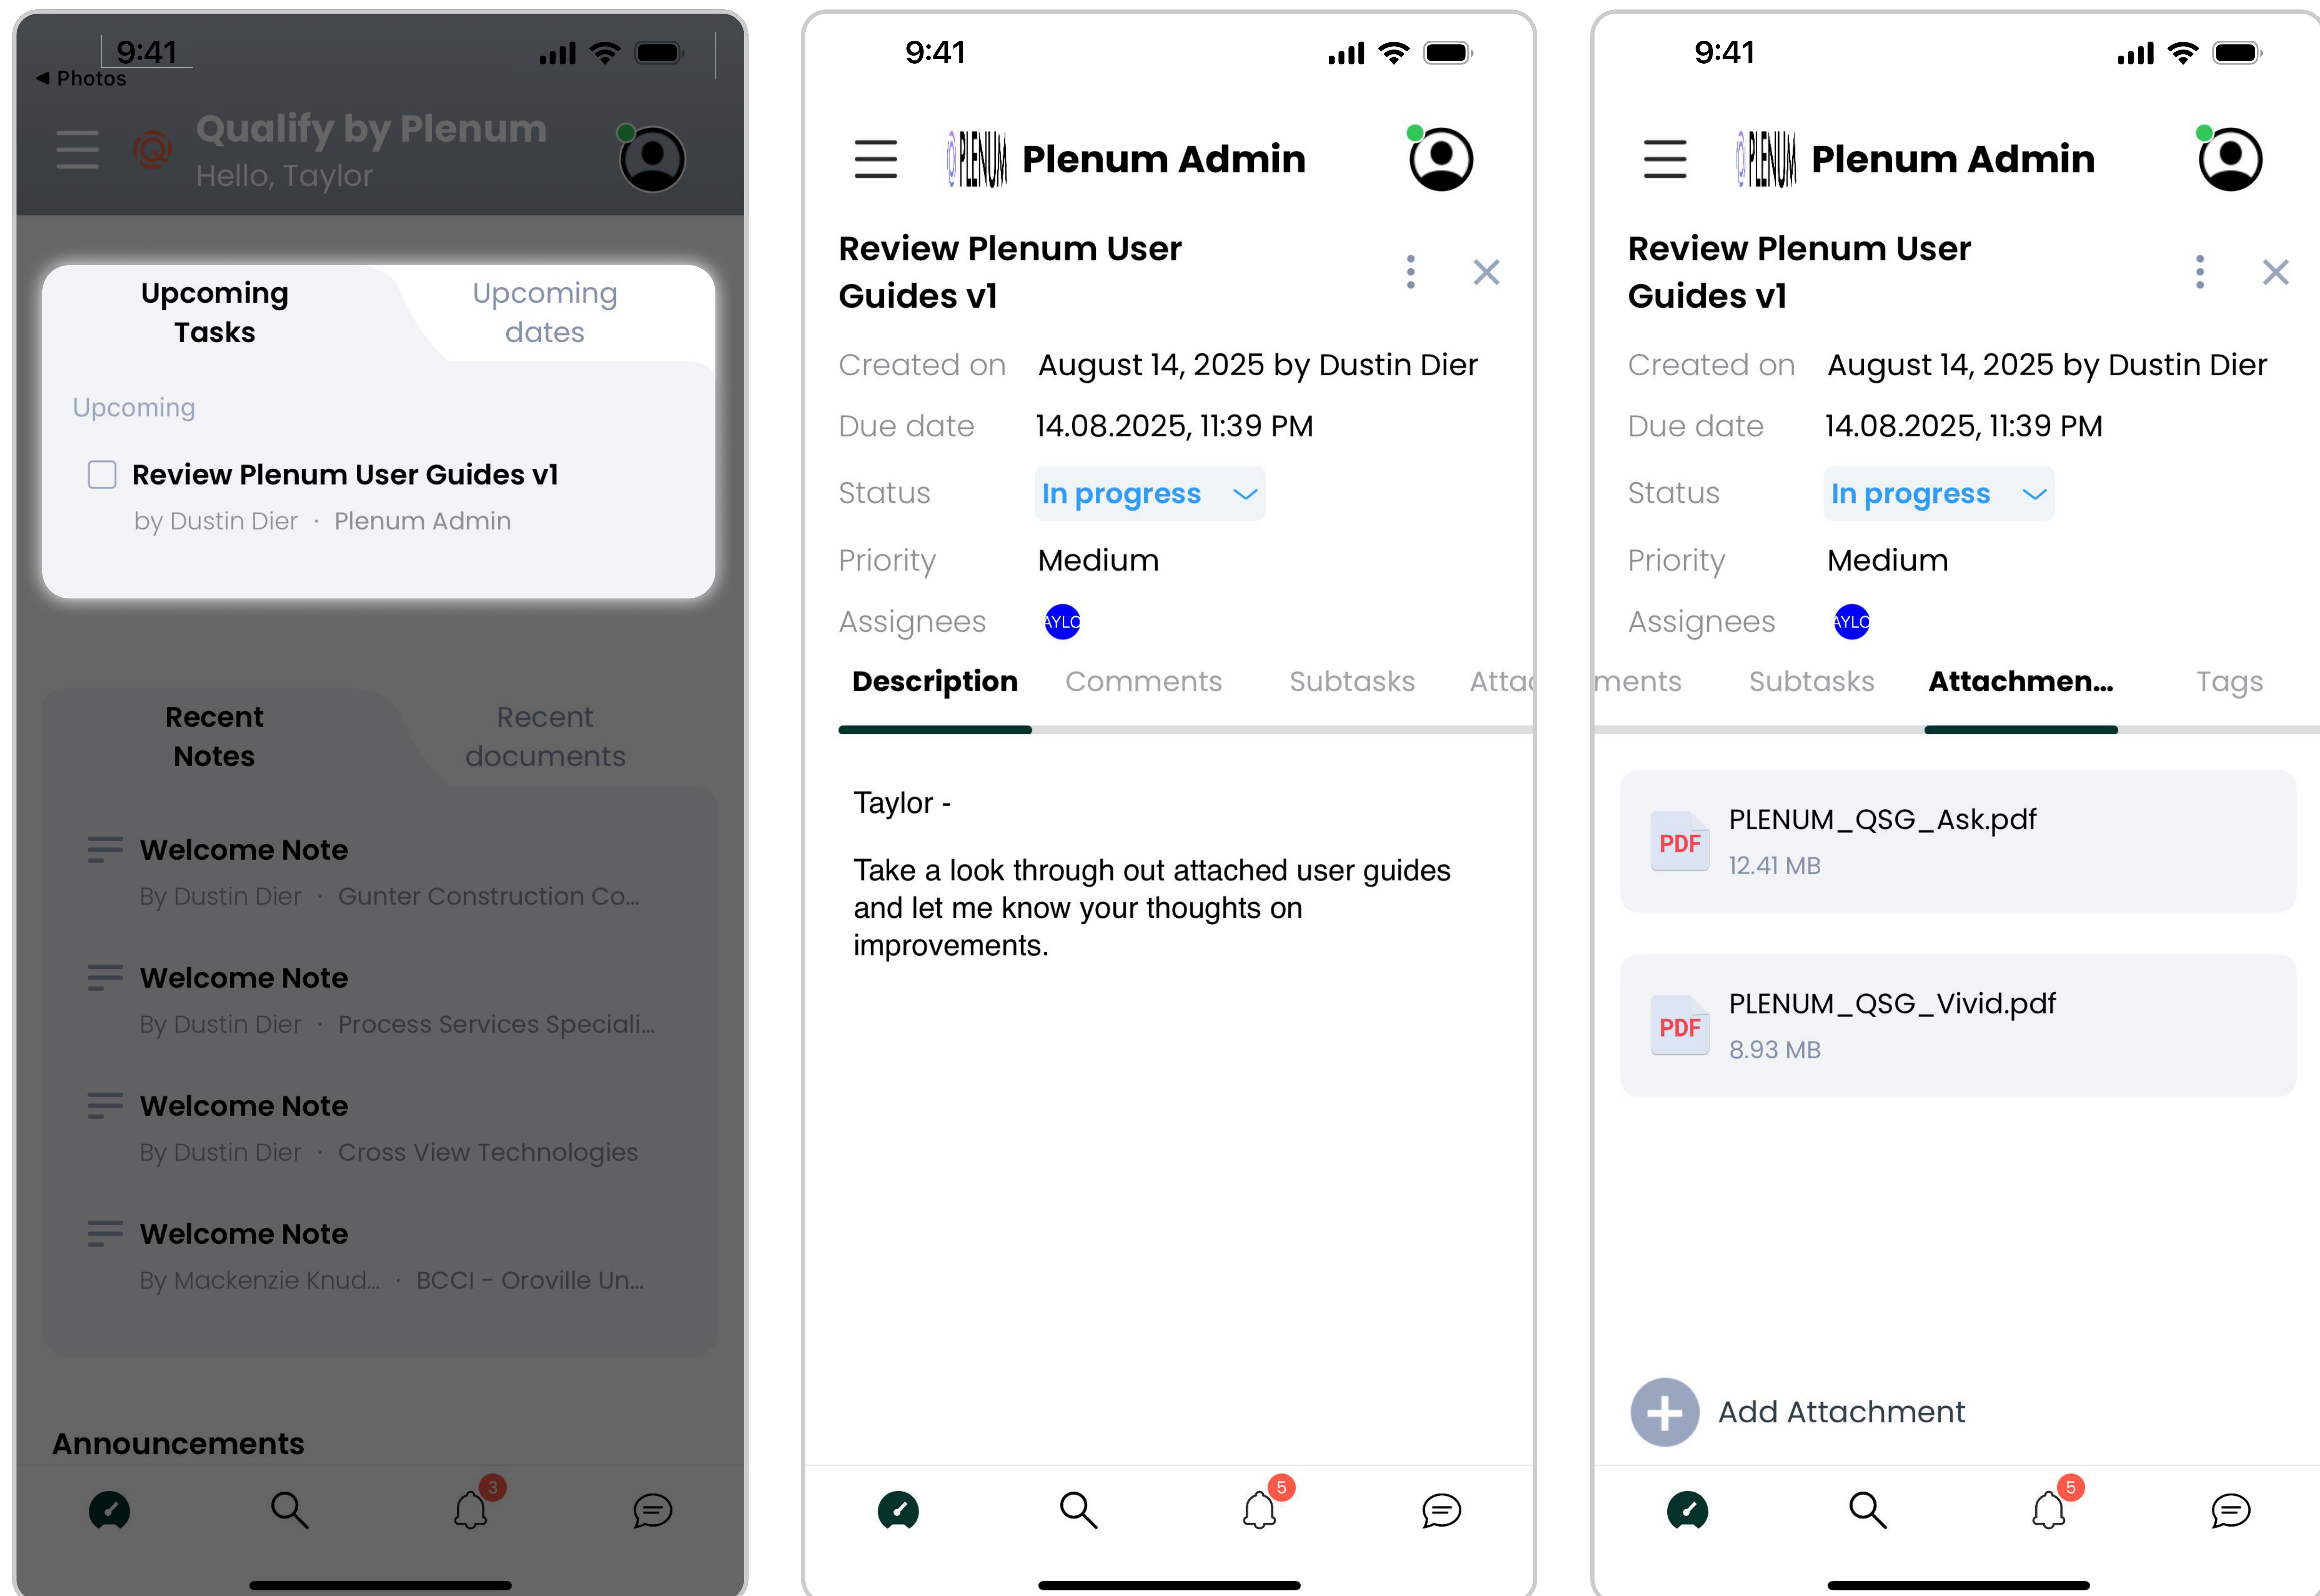 9:41
◄ Photos
Qualify by Plenum
Hello, Taylor
Upcoming
Tasks
Upcoming
dates
Upcoming
Review Plenum User Guides v1
by Dustin Dier · Plenum Admin
Recent
Notes
Recent
documents
Welcome Note
By Dustin Dier · Gunter Construction Co...
Welcome Note
By Dustin Dier · Process Services Speciali...
Welcome Note
By Dustin Dier · Cross View Technologies
Welcome Note
By Mackenzie Knud... · BCCI - Oroville Un...
Announcements
3
9:41
PLENUM Plenum Admin
Review Plenum User
Guides v1
Created on August 14, 2025 by Dustin Dier
Due date 14.08.2025, 11:39 PM
Status In progress
Priority Medium
Assignees AYLO
Description Comments Subtasks Attac
Taylor -
Take a look through out attached user guides
and let me know your thoughts on
improvements.
5
9:41
PLENUM Plenum Admin
Review Plenum User
Guides v1
Created on August 14, 2025 by Dustin Dier
Due date 14.08.2025, 11:39 PM
Status In progress
Priority Medium
Assignees AYLO
ments Subtasks Attachmen... Tags
PDF PLENUM_QSG_Ask.pdf
12.41 MB
PDF PLENUM_QSG_Vivid.pdf
8.93 MB
Add Attachment
5